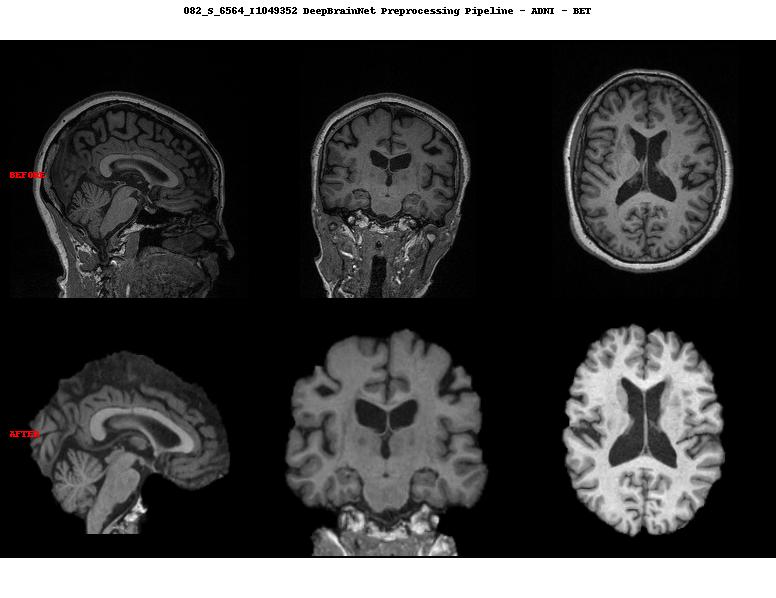 082_S_6564_I1049352 DeepBrainNet Preprocessing Pipeline - ADNI - BET
BEFORE
AFTER